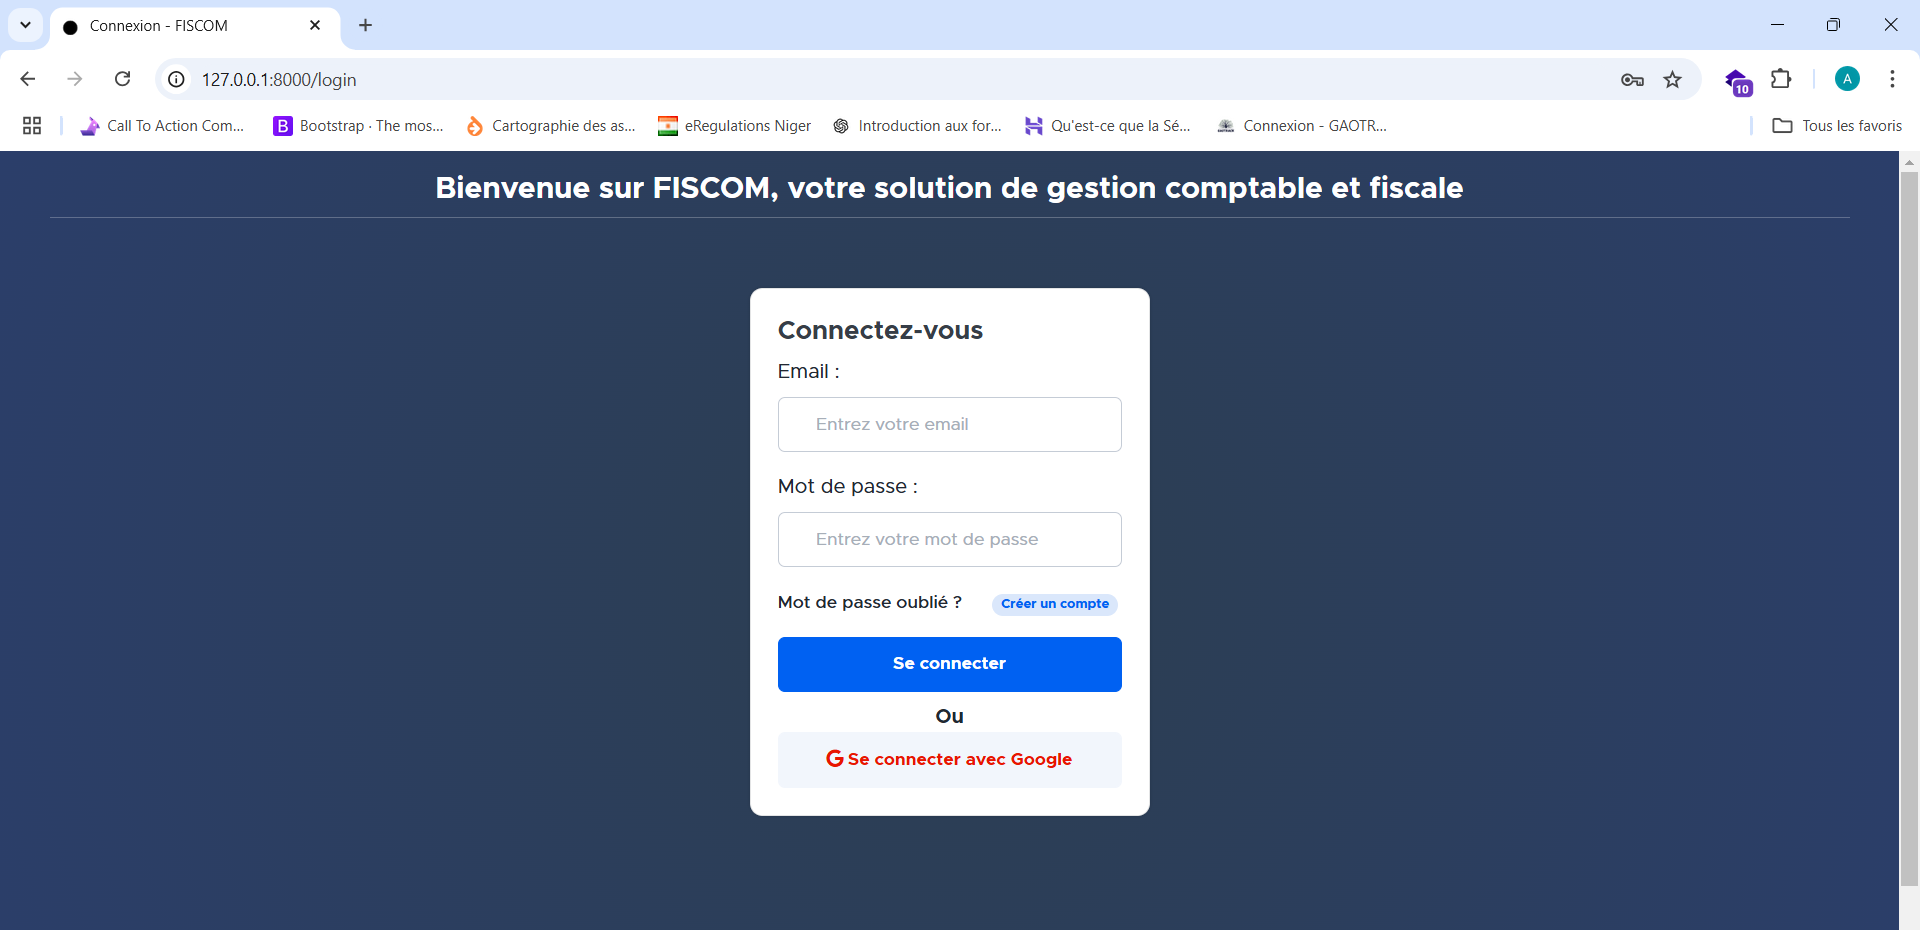 Connexion - FISCOM
127.0.0.1:8000/login
10
A
Call To Action Com...
B Bootstrap · The mos...
Cartographie des as...
eRegulations Niger
Introduction aux for...
Qu'est-ce que la Sé...
Connexion - GAOTR...
Tous les favoris
Bienvenue sur FISCOM, votre solution de gestion comptable et fiscale
Connectez-vous
Email :
Entrez votre email
Mot de passe :
Entrez votre mot de passe
Mot de passe oublié ? Créer un compte
Se connecter
Ou
G Se connecter avec Google